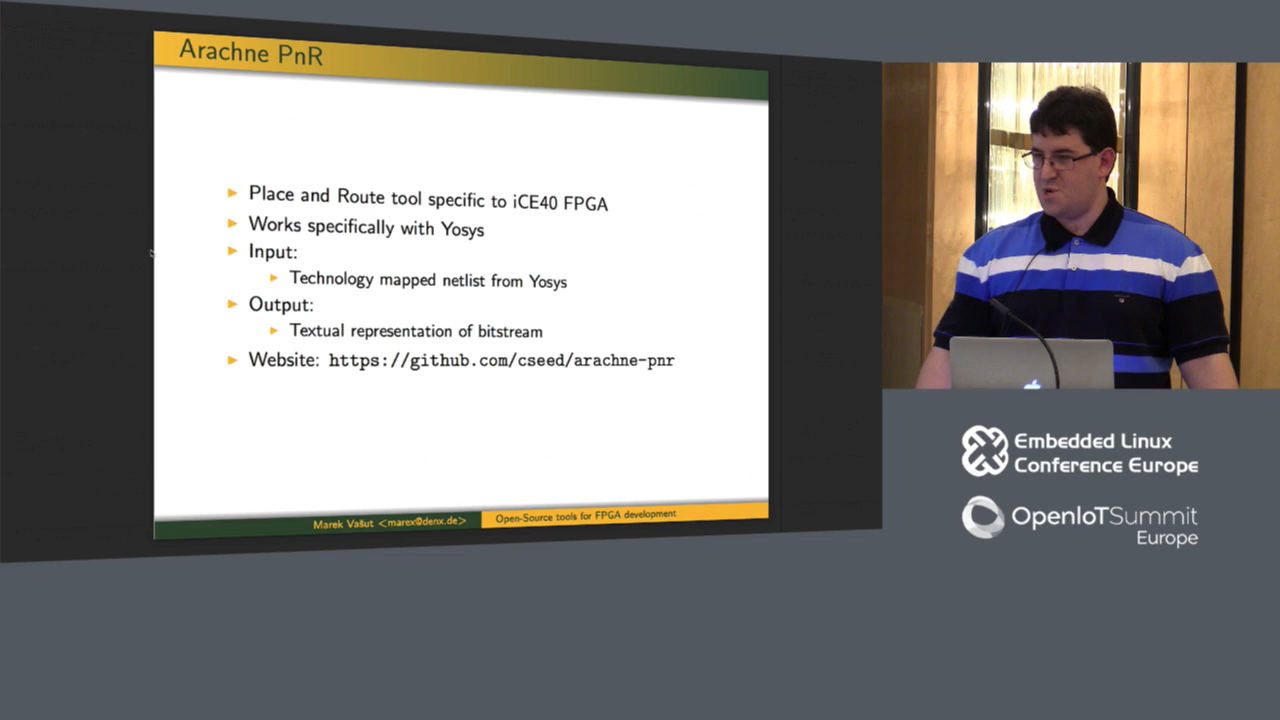 Arachne PnR
Place and Route tool specific to iCE40 FPGA
Works specifically with Yosys
Input:
Technology mapped netlist from Yosys
Output:
Textual representation of bitstream
Website: https://github.com/cseed/arachne-pnr
Marek Vašut <marex@denx.de>
Open-Source tools for FPGA development
Embedded Linux
Conference Europe
OpenIoTSummit
Europe